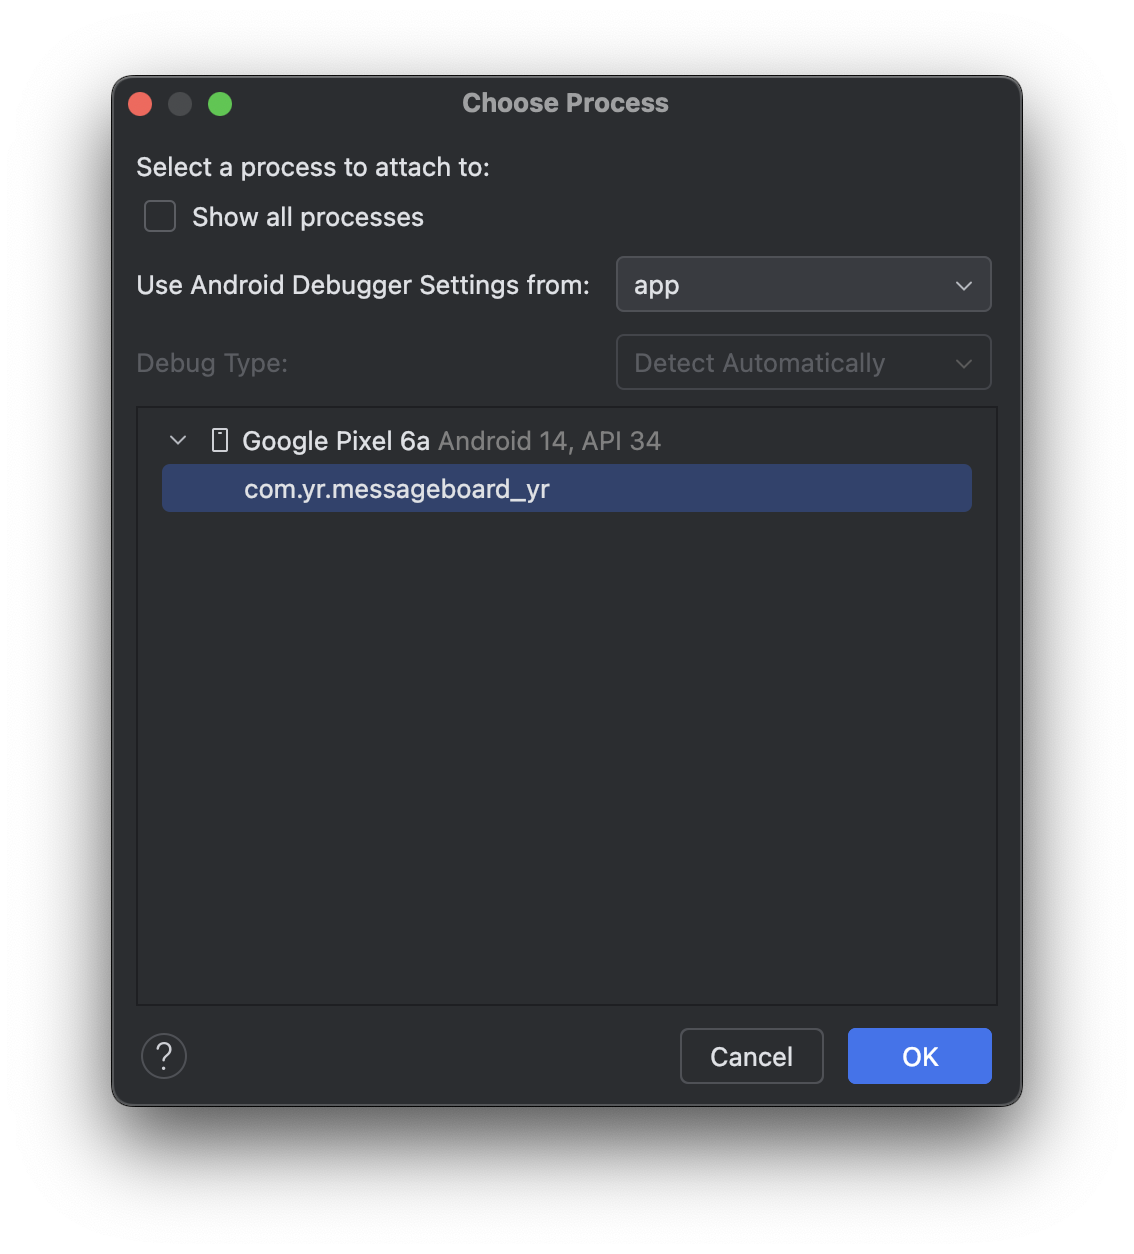 Choose Process
Select a process to attach to:
Show all processes
Use Android Debugger Settings from: app
Debug Type: Detect Automatically
Google Pixel 6a Android 14, API 34
com.yr.messageboard_yr
? Cancel OK